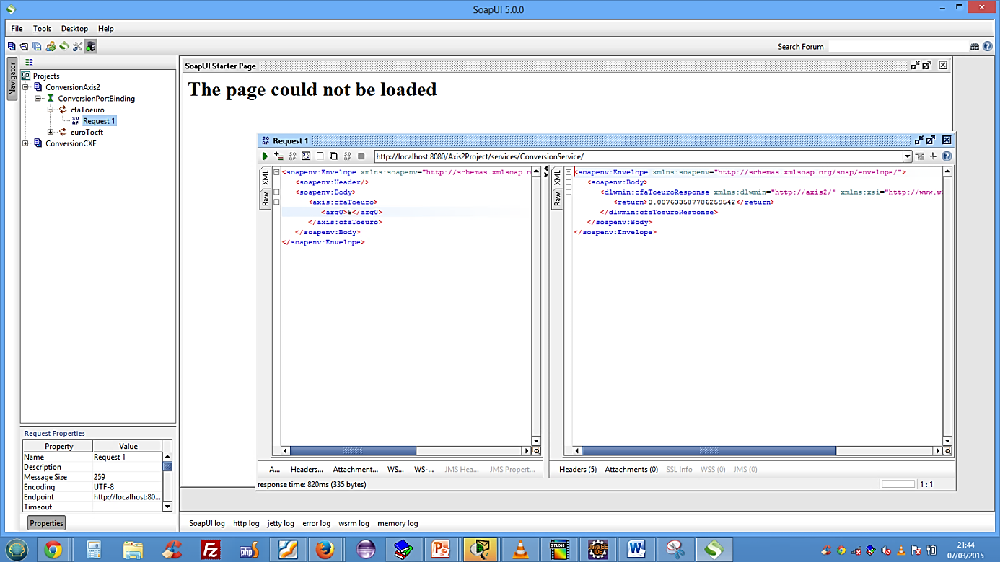 SoapUI 5.0.0
File Tools Desktop Help
Search Forum
Navigator
Projects
ConversionAxis2
ConversionPortBinding
cfaToeuro
Request 1
euroTocft
ConversionCXF
SoapUI Starter Page
The page could not be loaded
Request 1
http://localhost:8080/Axis2Project/services/ConversionService/
XML
Raw
<soapenv:Envelope xmlns:soapenv="http://schemas.xmlsoap.o
<soapenv:Header/>
<soapenv:Body>
<axis:cfaToeuro>
<arg0>5</arg0>
</axis:cfaToeuro>
</soapenv:Body>
</soapenv:Envelope>
XML
Raw
<soapenv:Envelope xmlns:soapenv="http://schemas.xmlsoap.org/soap/envelope/">
<soapenv:Body>
<dlwmin:cfaToeuroResponse xmlns:dlwmin="http://axis2/" xmlns:xsi="http://www.w
<return>0.007633587786259542</return>
</dlwmin:cfaToeuroResponse>
</soapenv:Body>
</soapenv:Envelope>
A... Headers... Attachment... WS... WS-... JMS Hea... JMS Propert...
Headers (5) Attachments (0) SSL Info WSS (0) JMS (0)
response time: 820ms (335 bytes)
1 : 1
Request Properties
Property Value
Name Request 1
Description
Message Size 259
Encoding UTF-8
Endpoint http://localhost:80...
Timeout
Properties
SoapUI log http log jetty log error log wsrm log memory log
21:44
07/03/2015